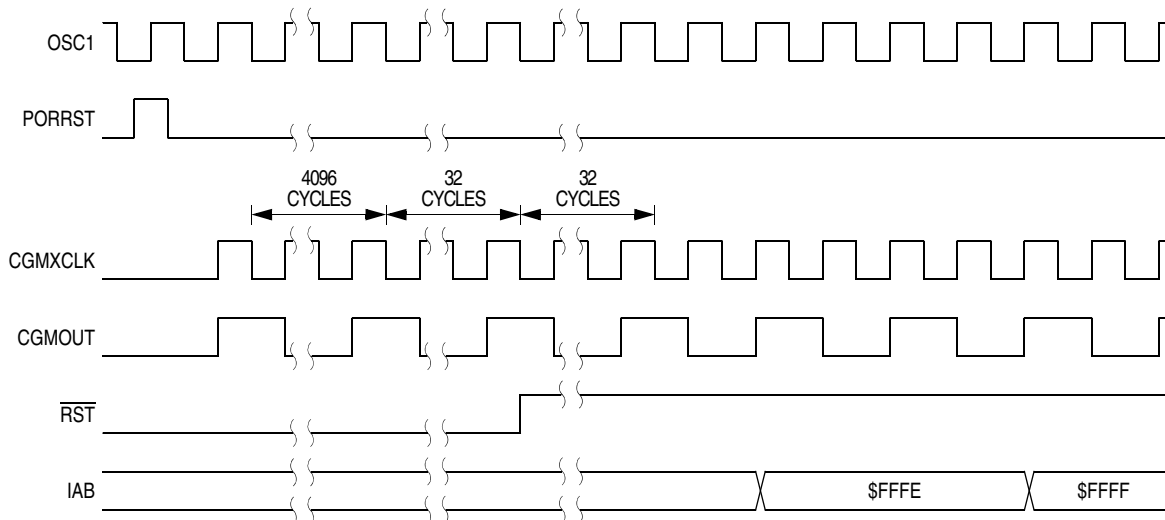 OSC1
PORRST
4096
CYCLES
32
CYCLES
32
CYCLES
CGMXCLK
CGMOUT
RST
IAB
$FFFE
$FFFF